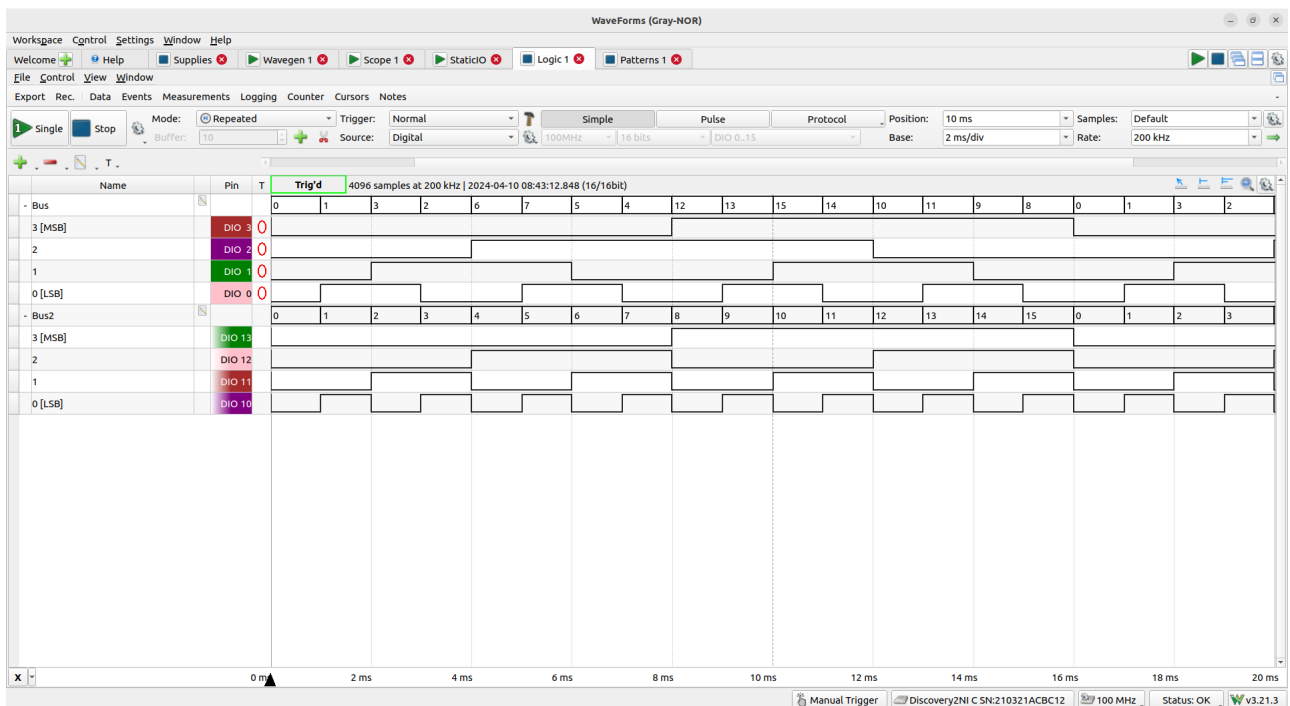 WaveForms (Gray-NOR)
Workspace Control Settings Window Help
Welcome Help Supplies Wavegen 1 Scope 1 StaticIO Logic 1 Patterns 1
File Control View Window
Export Rec. Data Events Measurements Logging Counter Cursors Notes
1 Single Stop Mode: Repeated Trigger: Normal Simple Pulse Protocol Position: 10 ms Samples: Default
Buffer: 10 Source: Digital 100MHz 16 bits DIO 0..15 Base: 2 ms/div Rate: 200 kHz
T
Name Pin T Trig'd 4096 samples at 200 kHz | 2024-04-10 08:43:12.848 (16/16bit)
- Bus 0 1 3 2 6 7 5 4 12 13 15 14 10 11 9 8 0 1 3 2
3 [MSB] DIO 3 0
2 DIO 2 0
1 DIO 1 0
0 [LSB] DIO 0 0
- Bus2 0 1 2 3 4 5 6 7 8 9 10 11 12 13 14 15 0 1 2 3
3 [MSB] DIO 13
2 DIO 12
1 DIO 11
0 [LSB] DIO 10
X 0 ms 2 ms 4 ms 6 ms 8 ms 10 ms 12 ms 14 ms 16 ms 18 ms 20 ms
Manual Trigger Discovery2NI C SN:210321ACBC12 100 MHz Status: OK v3.21.3